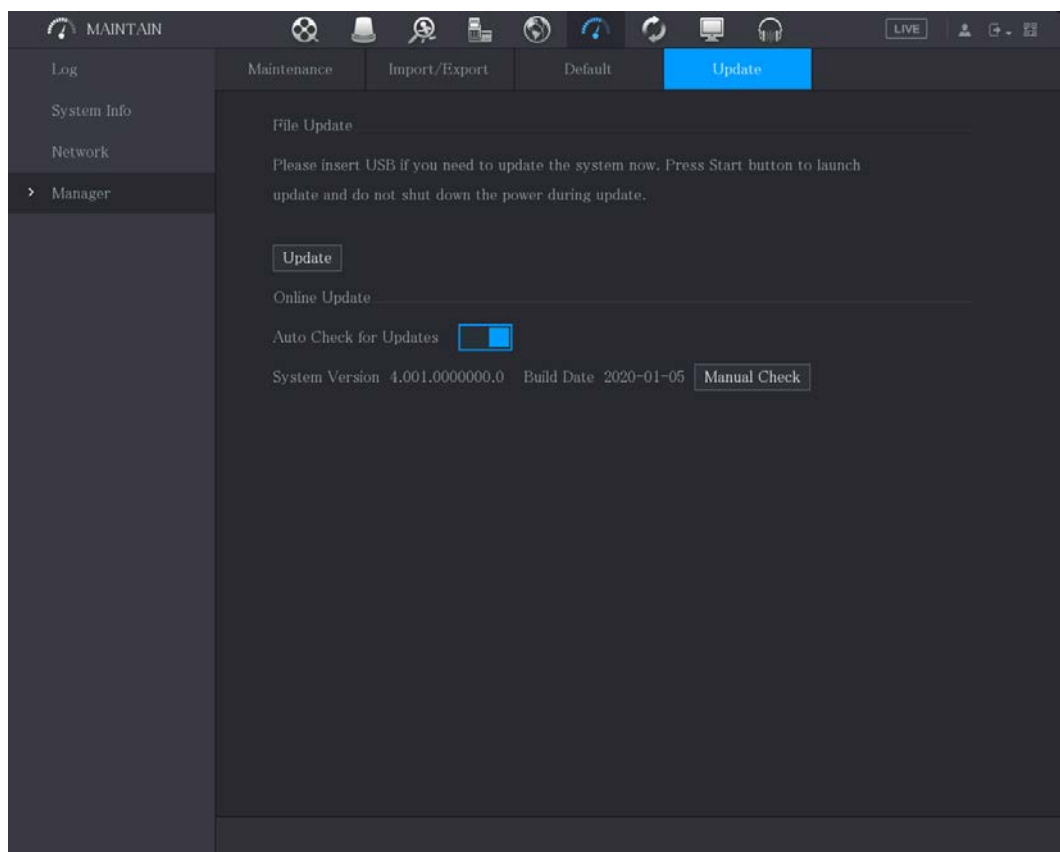 MAINTAIN
LIVE
Log
System Info
Network
Manager
Maintenance Import/Export Default Update
File Update
Please insert USB if you need to update the system now. Press Start button to launch
update and do not shut down the power during update.
Update
Online Update
Auto Check for Updates
System Version 4.001.0000000.0 Build Date 2020-01-05 Manual Check